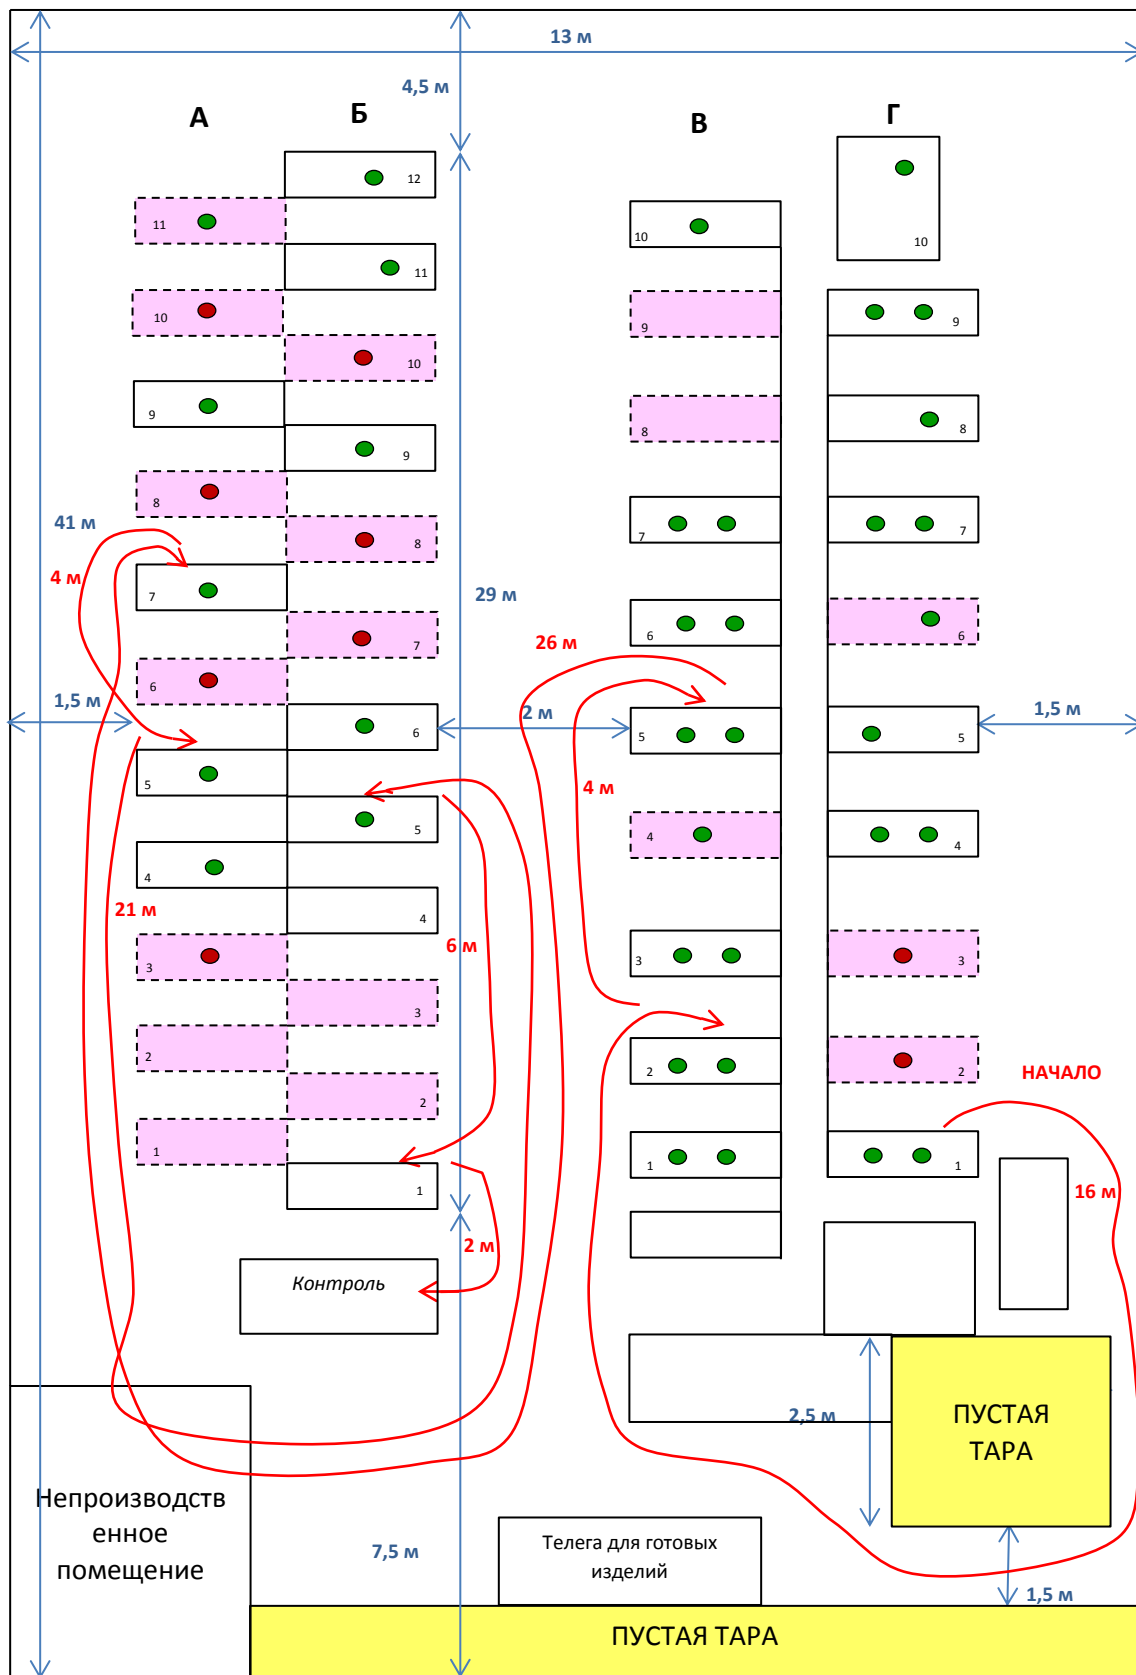 13 м
4,5 м
А
Б
В
Г
12
11
11
10
10
10
10
9
9
9
9
8
8
8
8
41 м
4 м
7
7
7
7
29 м
26 м
6
6
6
6
1,5 м
2 м
1,5 м
5
5
5
5
4 м
4
4
4
4
21 м
6 м
3
3
3
3
2
2
2
2
НАЧАЛО
1
1
1
1
16 м
2 м
Контроль
2,5 м
ПУСТАЯ
ТАРА
Непроизводств
енное
помещение
7,5 м
Телега для готовых
изделий
1,5 м
ПУСТАЯ ТАРА